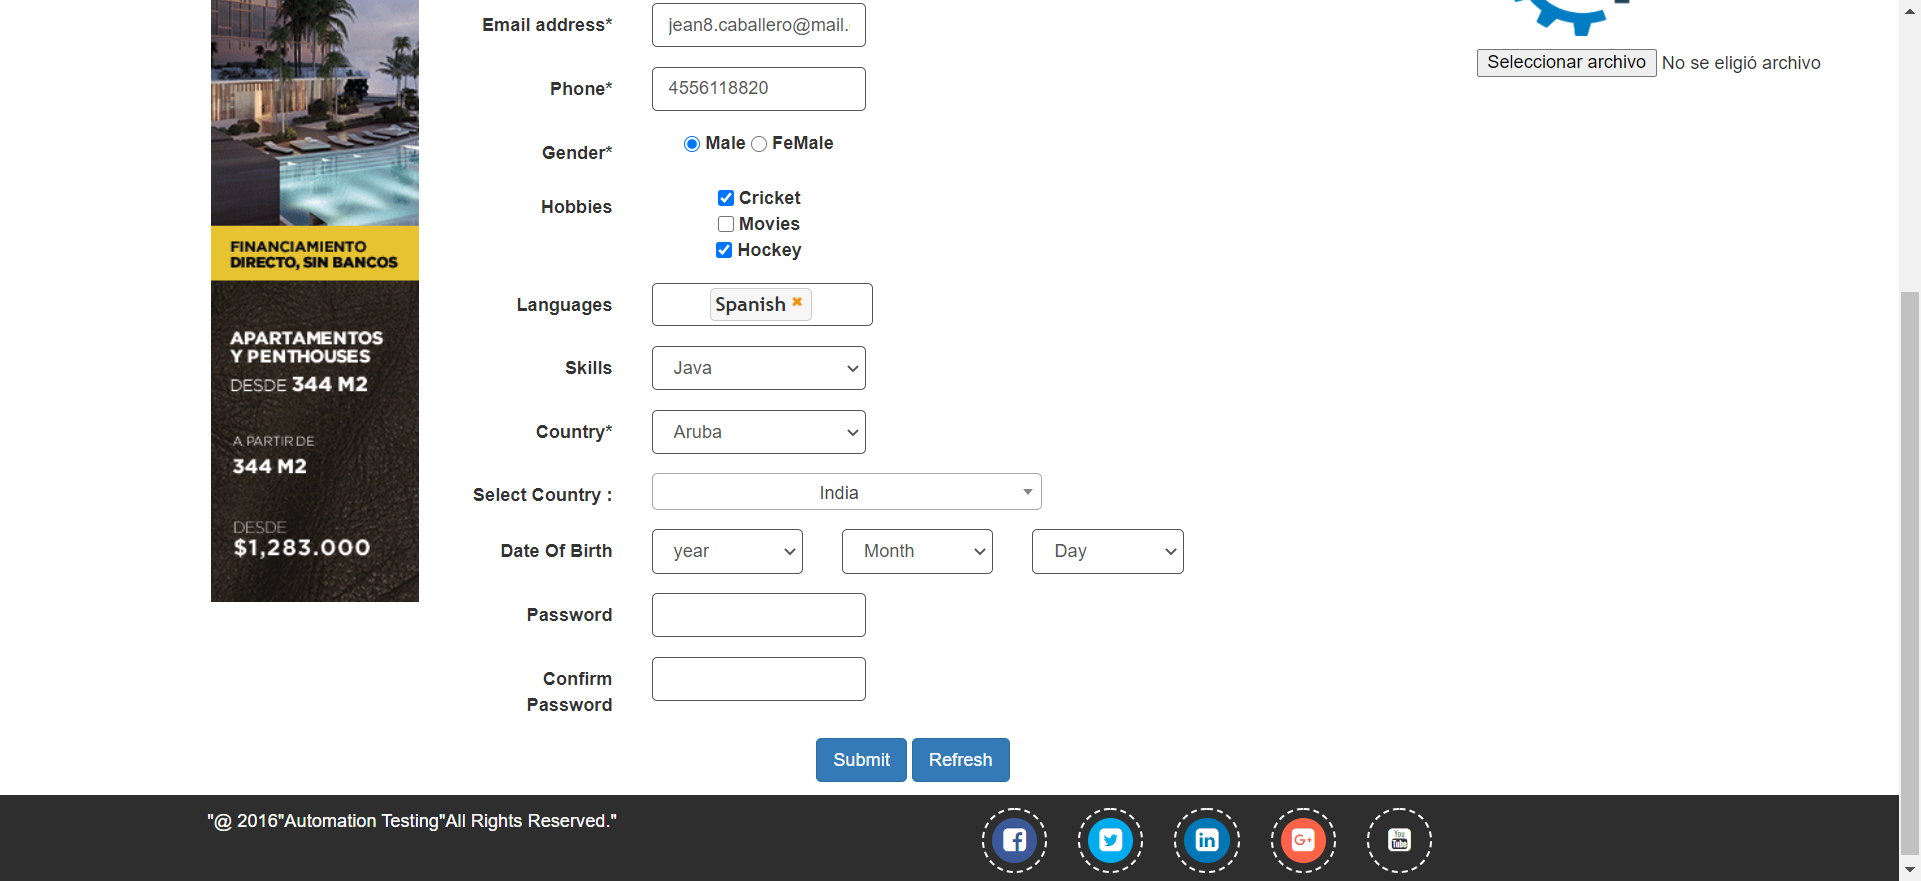 Email address*
jean8.caballero@mail.
Phone*
4556118820
Gender*
Male FeMale
Hobbies
Cricket
Movies
Hockey
Languages
Spanish
Skills
Java
Country*
Aruba
Select Country :
India
Date Of Birth
year Month Day
Password
Confirm
Password
Submit Refresh
Seleccionar archivo No se eligió archivo
FINANCIAMIENTO
DIRECTO, SIN BANCOS
APARTAMENTOS
Y PENTHOUSES
DESDE 344 M2
A PARTIR DE
344 M2
DESDE
$1,283.000
"@ 2016"Automation Testing"All Rights Reserved."
in
G+
You
Tube